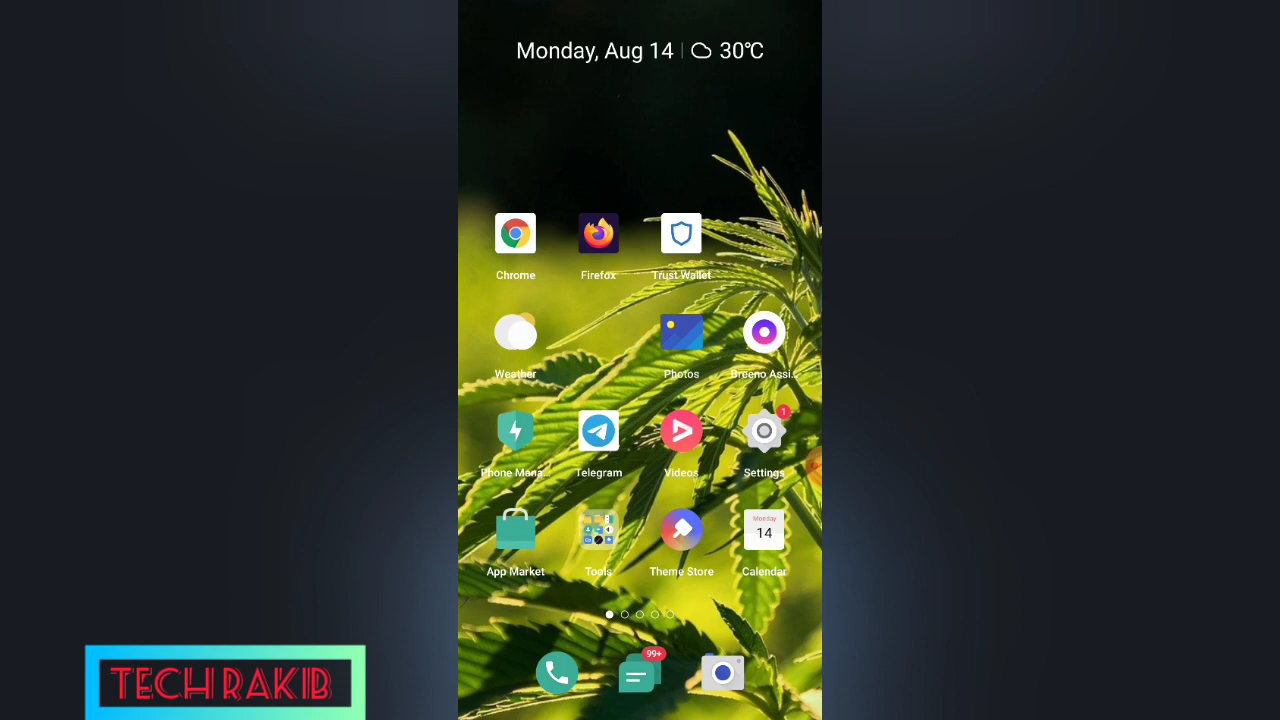 Monday, Aug 14 | 30℃
Chrome
Firefox
Trust Wallet
Weather
Photos
Breeno Assi...
1
Phone Mana...
Telegram
Videos
Settings
Monday
14
App Market
Tools
Theme Store
Calendar
99+
TECH RAKIB